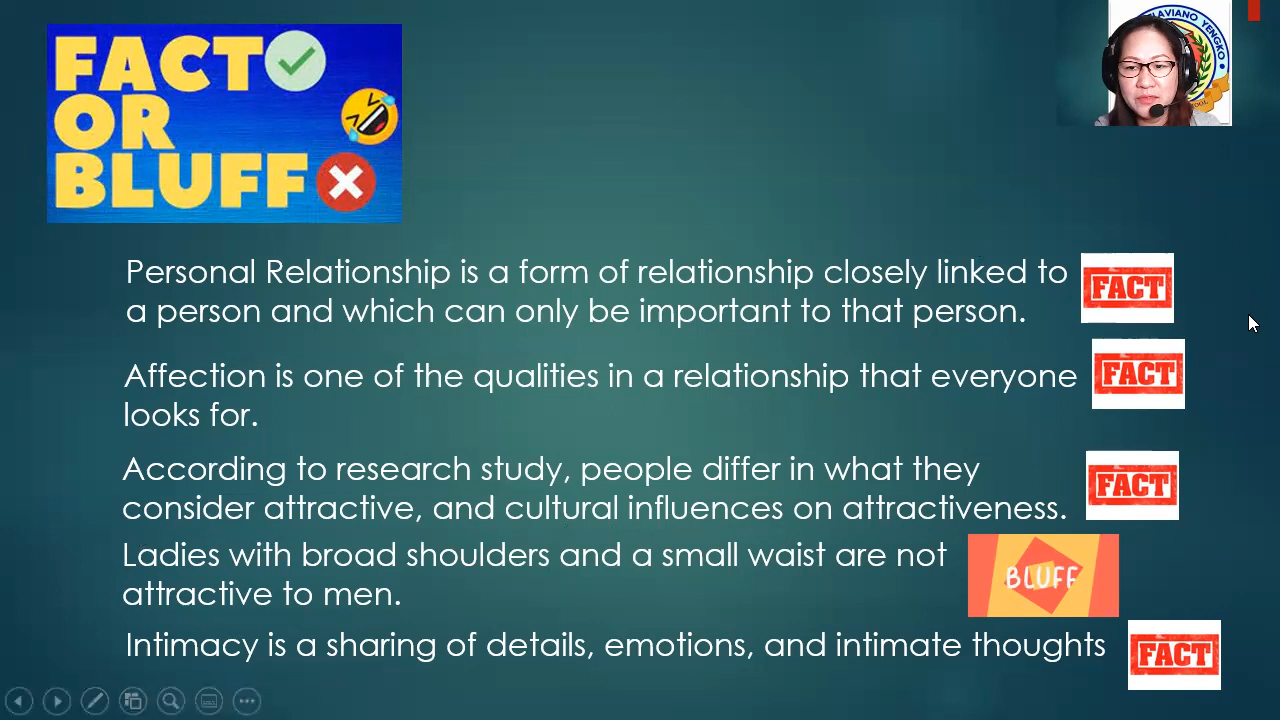 FACT
OR
BLUFF
LAVIANO YENGKO
OOL
Personal Relationship is a form of relationship closely linked to
a person and which can only be important to that person.
FACT
Affection is one of the qualities in a relationship that everyone
looks for.
FACT
According to research study, people differ in what they
consider attractive, and cultural influences on attractiveness.
FACT
Ladies with broad shoulders and a small waist are not
attractive to men.
BLUFF
Intimacy is a sharing of details, emotions, and intimate thoughts
FACT